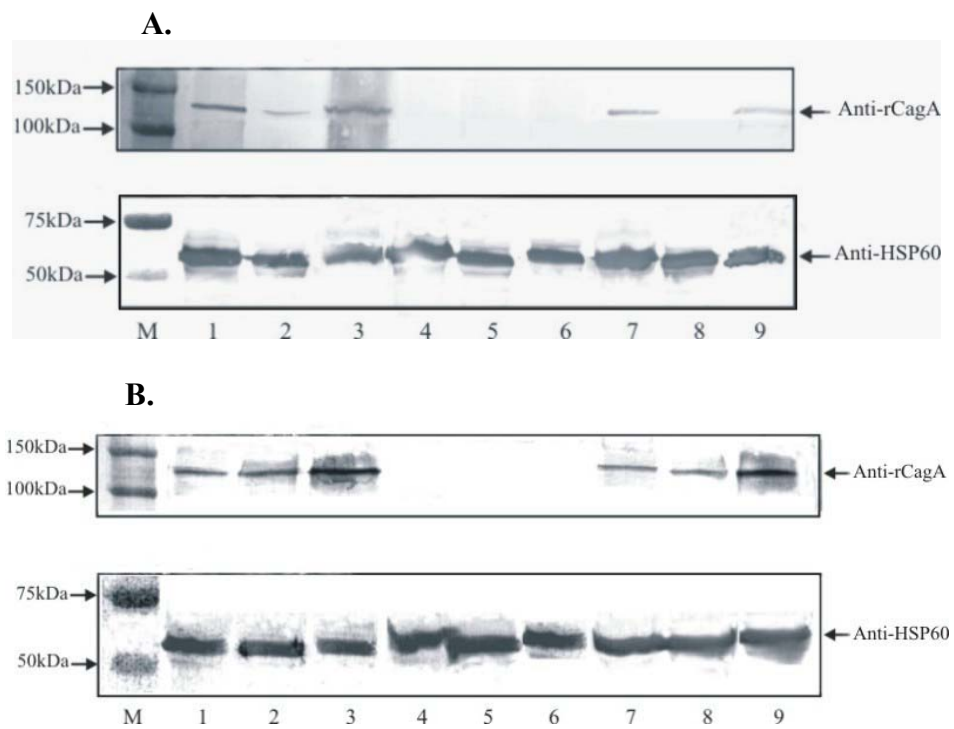 A.
150kDa
100kDa
Anti-rCagA
75kDa
50kDa
Anti-HSP60
M 1 2 3 4 5 6 7 8 9
B.
150kDa
100kDa
Anti-rCagA
75kDa
50kDa
Anti-HSP60
M 1 2 3 4 5 6 7 8 9